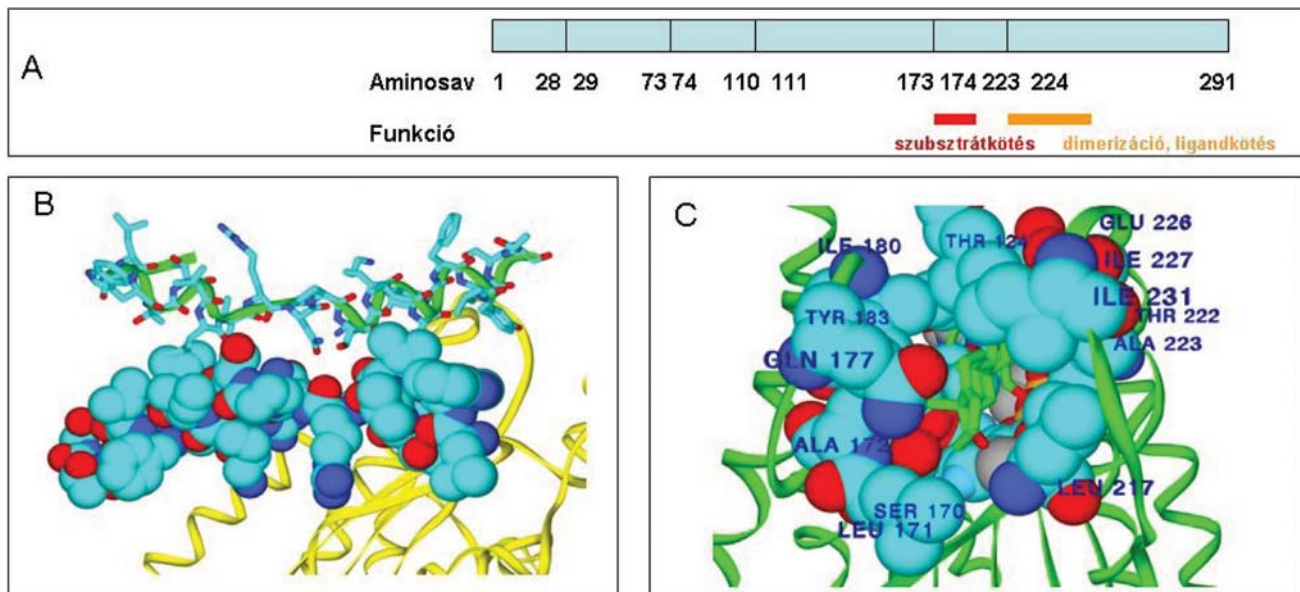 A
Aminosav 1 28 29 73 74 110 111 173 174 223 224 291
Funkció
szubsztrátkötés dimerizáció, ligandkötés
B
C
ILE 180
THR 124
GLU 226
ILE 227
ILE 231
THR 222
ALA 223
TYR 183
GLN 177
ALA 172
SER 170
LEU 171
LEU 217